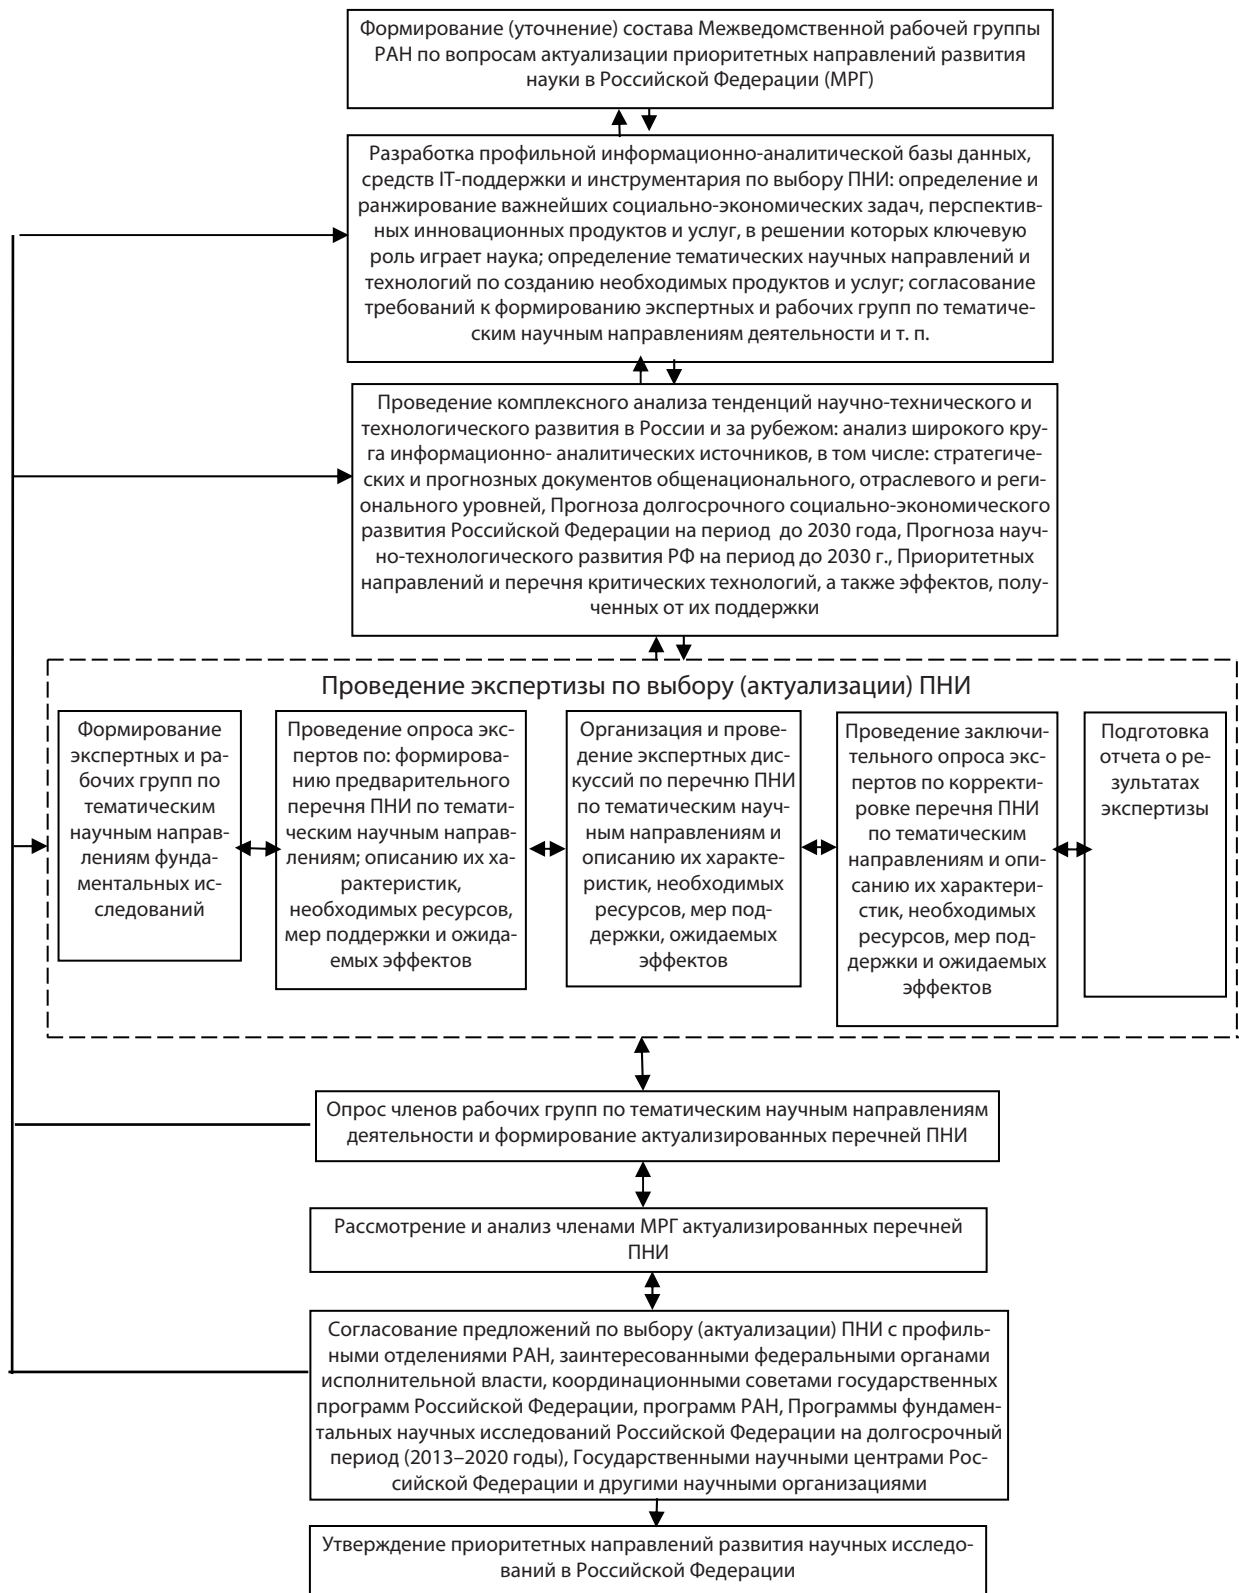 Формирование (уточнение) состава Межведомственной рабочей группы
РАН по вопросам актуализации приоритетных направлений развития
науки в Российской Федерации (МРГ)
Разработка профильной информационно-аналитической базы данных,
средств IT-поддержки и инструментария по выбору ПНИ: определение и
ранжирование важнейших социально-экономических задач, перспектив-
ных инновационных продуктов и услуг, в решении которых ключевую
роль играет наука; определение тематических научных направлений и
технологий по созданию необходимых продуктов и услуг; согласование
требований к формированию экспертных и рабочих групп по тематиче-
ским научным направлениям деятельности и т. п.
Проведение комплексного анализа тенденций научно-технического и
технологического развития в России и за рубежом: анализ широкого кру-
га информационно- аналитических источников, в том числе: стратегиче-
ских и прогнозных документов общенационального, отраслевого и реги-
онального уровней, Прогноза долгосрочного социально-экономического
развития Российской Федерации на период до 2030 года, Прогноза науч-
но-технологического развития РФ на период до 2030 г., Приоритетных
направлений и перечня критических технологий, а также эффектов, полу-
ченных от их поддержки
Проведение экспертизы по выбору (актуализации) ПНИ
Формирование
экспертных и ра-
бочих групп по
тематическим
научным направ-
лениям фунда-
ментальных ис-
следований
Проведение опроса экс-
пертов по: формирова-
нию предварительного
перечня ПНИ по темати-
ческим научным направ-
лениям; описанию их ха-
рактеристик,
необходимых ресурсов,
мер поддержки и ожида-
емых эффектов
Организация и прове-
дение экспертных дис-
куссий по перечню ПНИ
по тематическим науч-
ным направлениям и
описанию их характе-
ристик, необходимых
ресурсов, мер под-
держки, ожидаемых
эффектов
Проведение заключи-
тельного опроса экс-
пертов по корректи-
ровке перечня ПНИ
по тематическим
направлениям и опи-
санию их характери-
стик, необходимых
ресурсов, мер под-
держки и ожидаемых
эффектов
Подготовка
отчета о ре-
зультатах
экспертизы
Опрос членов рабочих групп по тематическим научным направлениям
деятельности и формирование актуализированных перечней ПНИ
Рассмотрение и анализ членами МРГ актуализированных перечней
ПНИ
Согласование предложений по выбору (актуализации) ПНИ с профиль-
ными отделениями РАН, заинтересованными федеральными органами
исполнительной власти, координационными советами государственных
программ Российской Федерации, программ РАН, Программы фундамен-
тальных научных исследований Российской Федерации на долгосрочный
период (2013–2020 годы), Государственными научными центрами Рос-
сийской Федерации и другими научными организациями
Утверждение приоритетных направлений развития научных исследо-
ваний в Российской Федерации